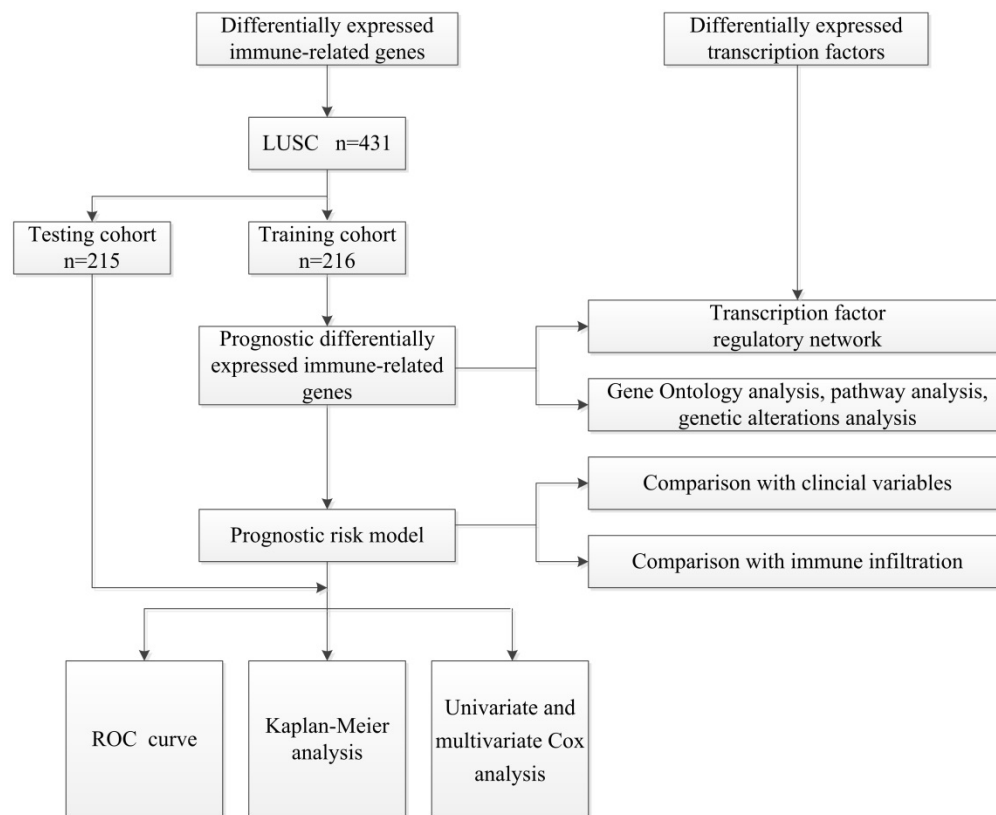 Differentially expressed
immune-related genes
Differentially expressed
transcription factors
LUSC n=431
Testing cohort
n=215
Training cohort
n=216
Prognostic differentially
expressed immune-related
genes
Transcription factor
regulatory network
Gene Ontology analysis, pathway analysis,
genetic alterations analysis
Comparison with clincial variables
Prognostic risk model
Comparison with immune infiltration
ROC curve
Kaplan-Meier
analysis
Univariate and
multivariate Cox
analysis